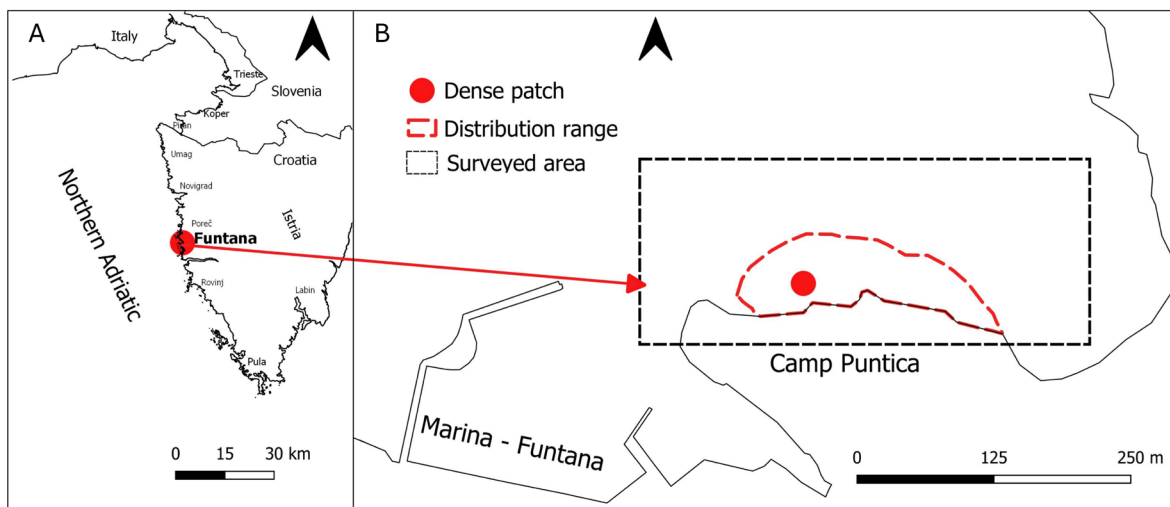 A
Italy
Trieste
Slovenia
Koper
Piran
Croatia
Umag
Novigrad
Istria
Poreč
Funtana
Northern Adriatic
Rovinj
Labin
Pula
0 15 30 km
B
Dense patch
Distribution range
Surveyed area
Camp Puntica
Marina - Funtana
0 125 250 m